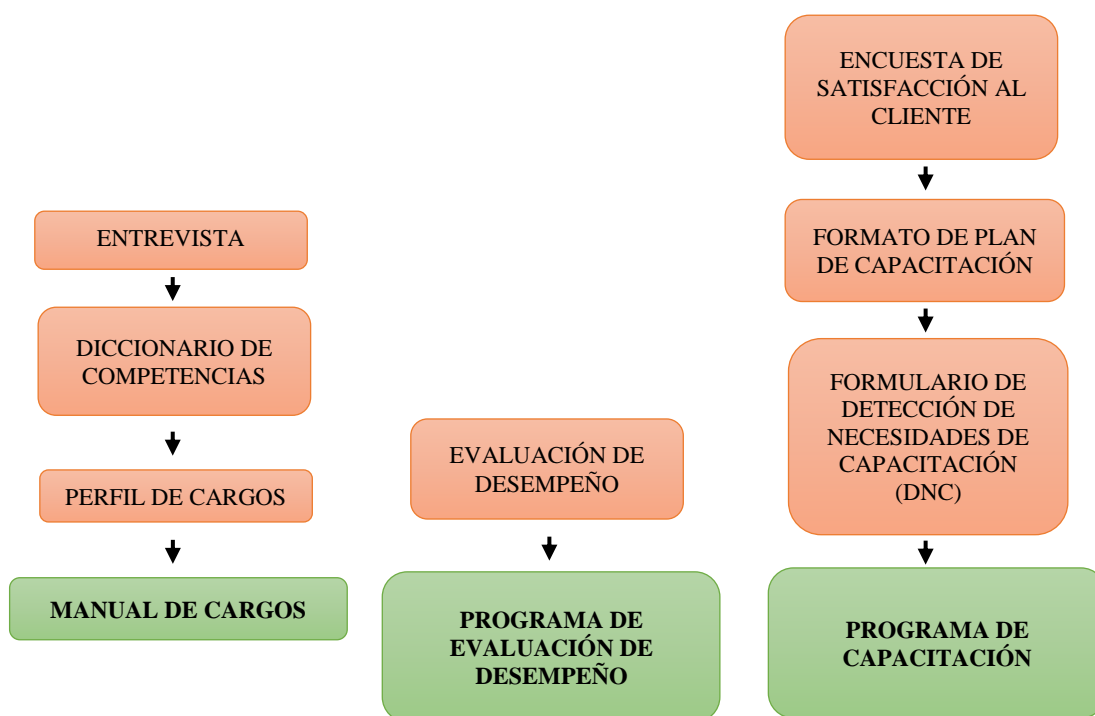 ENTREVISTA
DICCIONARIO DE
COMPETENCIAS
PERFIL DE CARGOS
MANUAL DE CARGOS
EVALUACIÓN DE
DESEMPEÑO
PROGRAMA DE
EVALUACIÓN DE
DESEMPEÑO
ENCUESTA DE
SATISFACCIÓN AL
CLIENTE
FORMATO DE PLAN
DE CAPACITACIÓN
FORMULARIO DE
DETECCIÓN DE
NECESIDADES DE
CAPACITACIÓN
(DNC)
PROGRAMA DE
CAPACITACIÓN